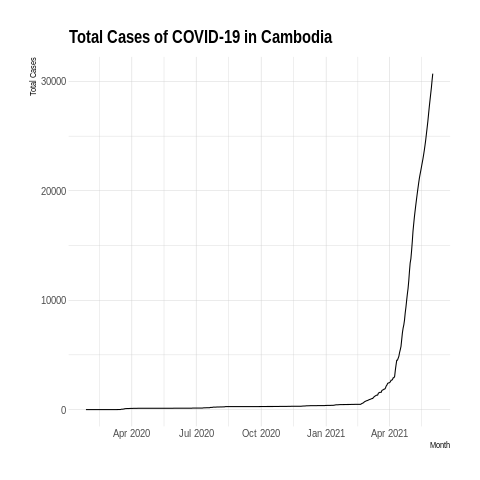 Total Cases of COVID-19 in Cambodia
Total Cases
30000
20000
10000
0
Apr 2020 Jul 2020 Oct 2020 Jan 2021 Apr 2021
Month